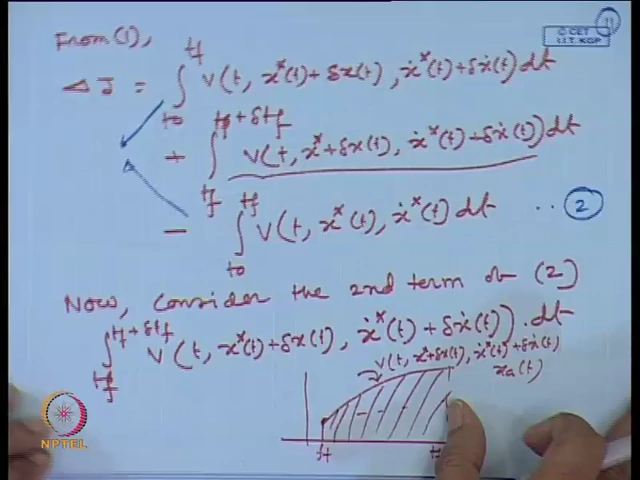 11
© CET
I.I.T. KGP
From (1),
ΔJ = ∫_{t0}^{tf} V(t, x*(t) + δx(t), ẋ*(t) + δẋ(t)) dt
+ ∫_{tf}^{tf + δtf} V(t, x* + δx(t), ẋ*(t) + δẋ(t)) dt
− ∫_{t0}^{tf} V(t, x*(t), ẋ*(t)) dt .. (2)
Now, consider the 2nd term of (2)
∫_{tf}^{tf + δtf} V(t, x*(t) + δx(t), ẋ*(t) + δẋ(t)) . dt
V(t, x* + δx(t), ẋ*(t) + δẋ(t)
xa(t)
tf
NPTEL